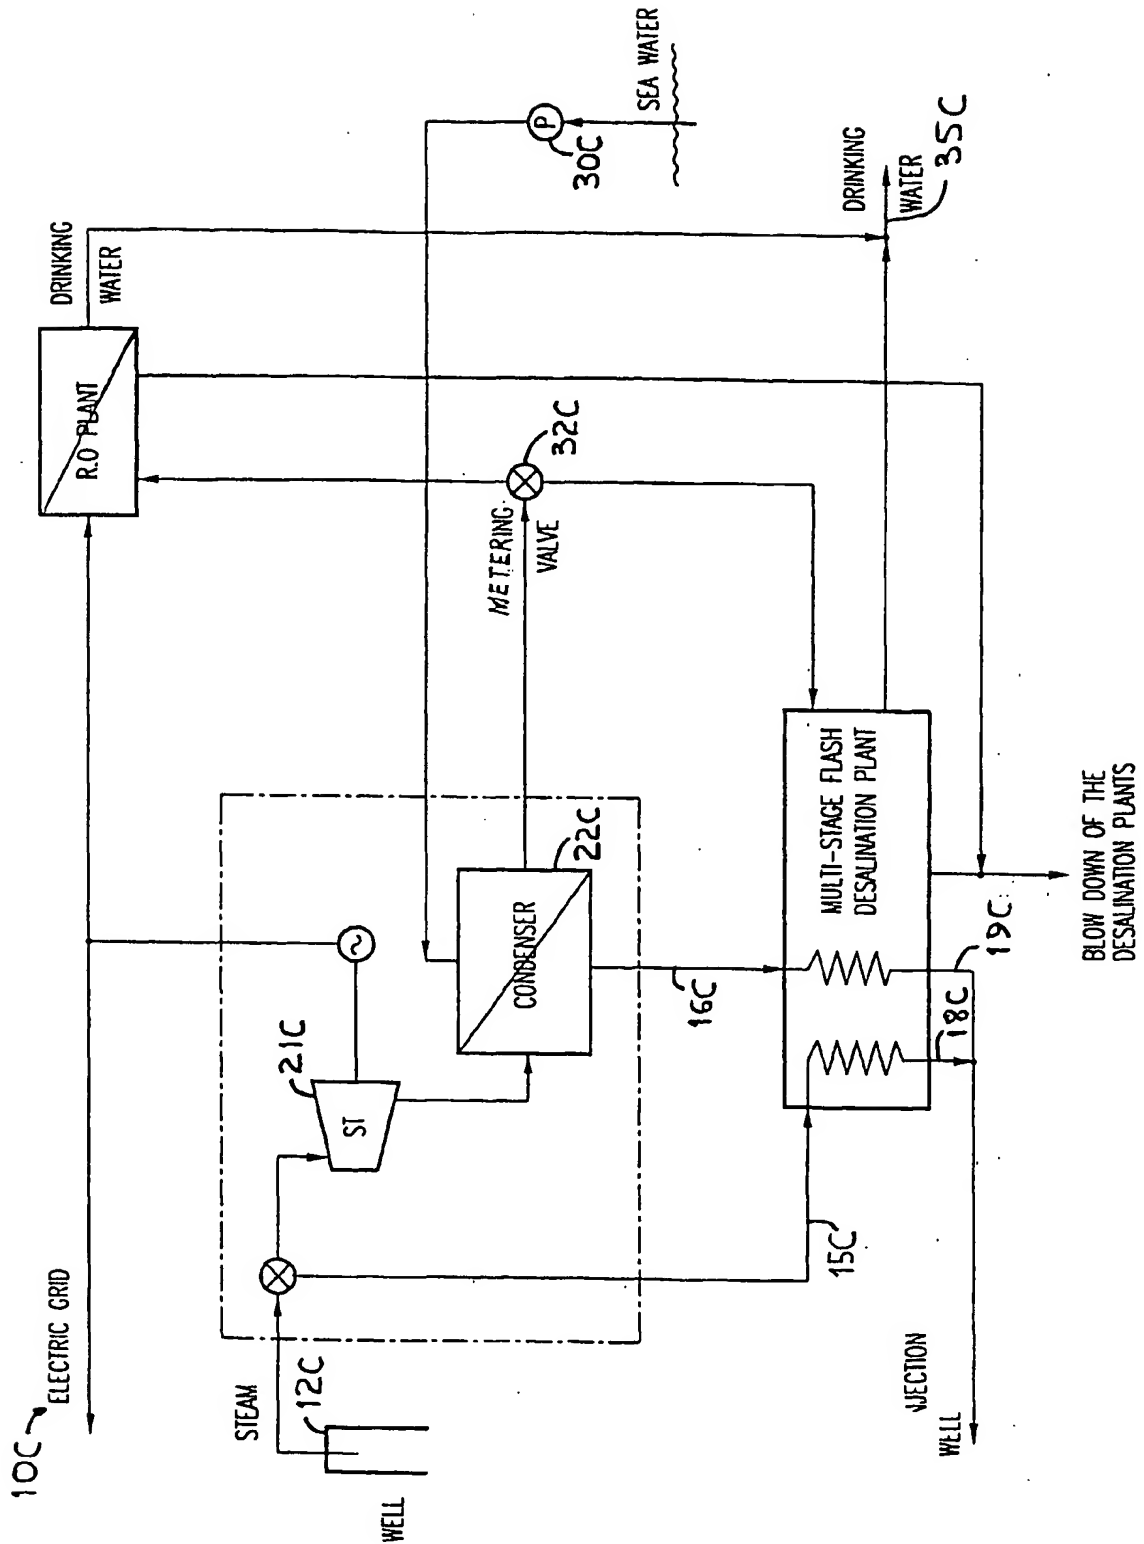 10C
ELECTRIC GRID
STEAM
12C
WELL
21C
ST
~
CONDENSER
22C
METERING
VALVE
32C
R.O PLANT
DRINKING
WATER
P
30C
SEA WATER
DRINKING
WATER
35C
15C
16C
MULTI-STAGE FLASH
DESALINATION PLANT
18C
19C
NJECTION
WELL
BLOW DOWN OF THE
DESALINATION PLANTS